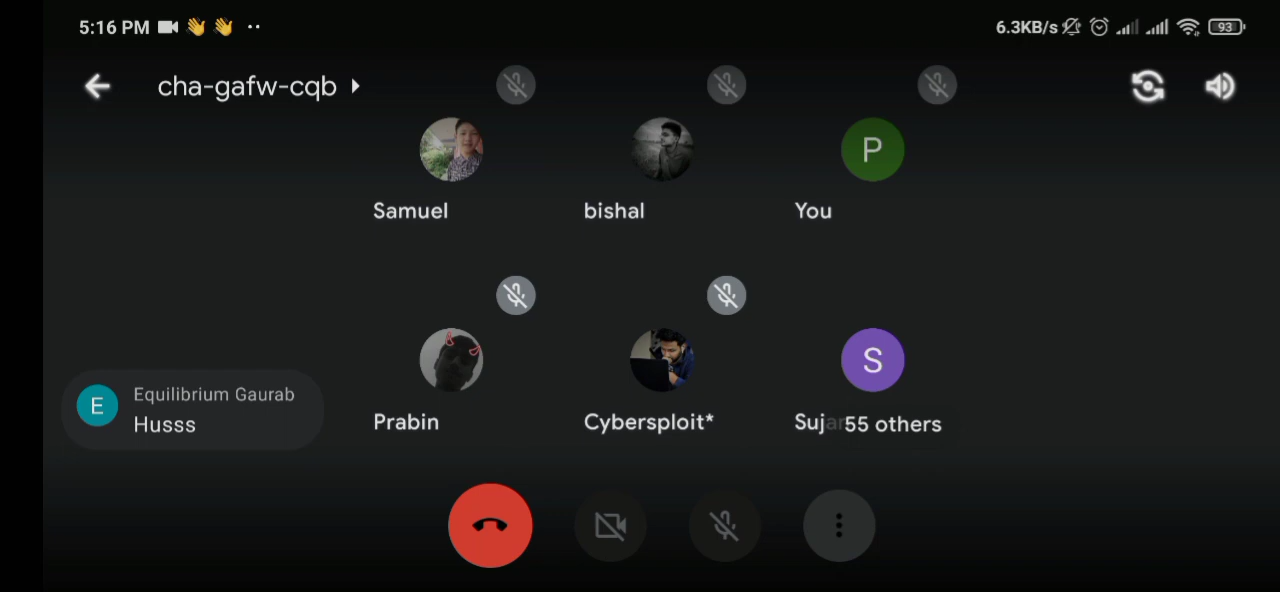 5:16 PM
6.3KB/s
93
cha-gafw-cqb
P
Samuel
bishal
You
S
E
Equilibrium Gaurab
Husss
Prabin
Cybersploit*
Sujan
55 others